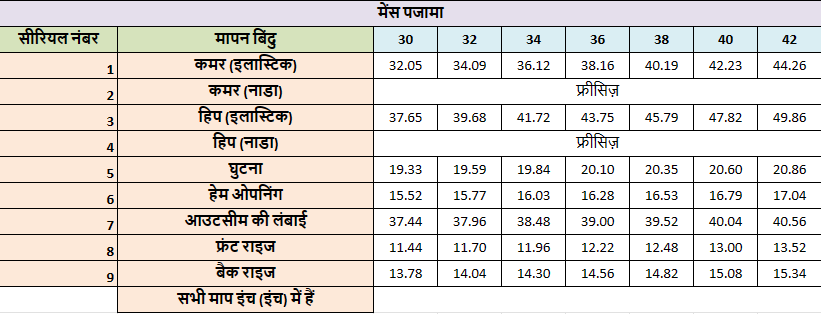 मेंस पजामा
सीरियल नंबर मापन बिंदु 30 32 34 36 38 40 42
1 कमर (इलास्टिक) 32.05 34.09 36.12 38.16 40.19 42.23 44.26
2 कमर (नाडा) फ्रीसिज़
3 हिप (इलास्टिक) 37.65 39.68 41.72 43.75 45.79 47.82 49.86
4 हिप (नाडा) फ्रीसिज़
5 घुटना 19.33 19.59 19.84 20.10 20.35 20.60 20.86
6 हेम ओपनिंग 15.52 15.77 16.03 16.28 16.53 16.79 17.04
7 आउटसीम की लंबाई 37.44 37.96 38.48 39.00 39.52 40.04 40.56
8 फ्रंट राइज 11.44 11.70 11.96 12.22 12.48 13.00 13.52
9 बैक राइज 13.78 14.04 14.30 14.56 14.82 15.08 15.34
सभी माप इंच (इंच) में हैं